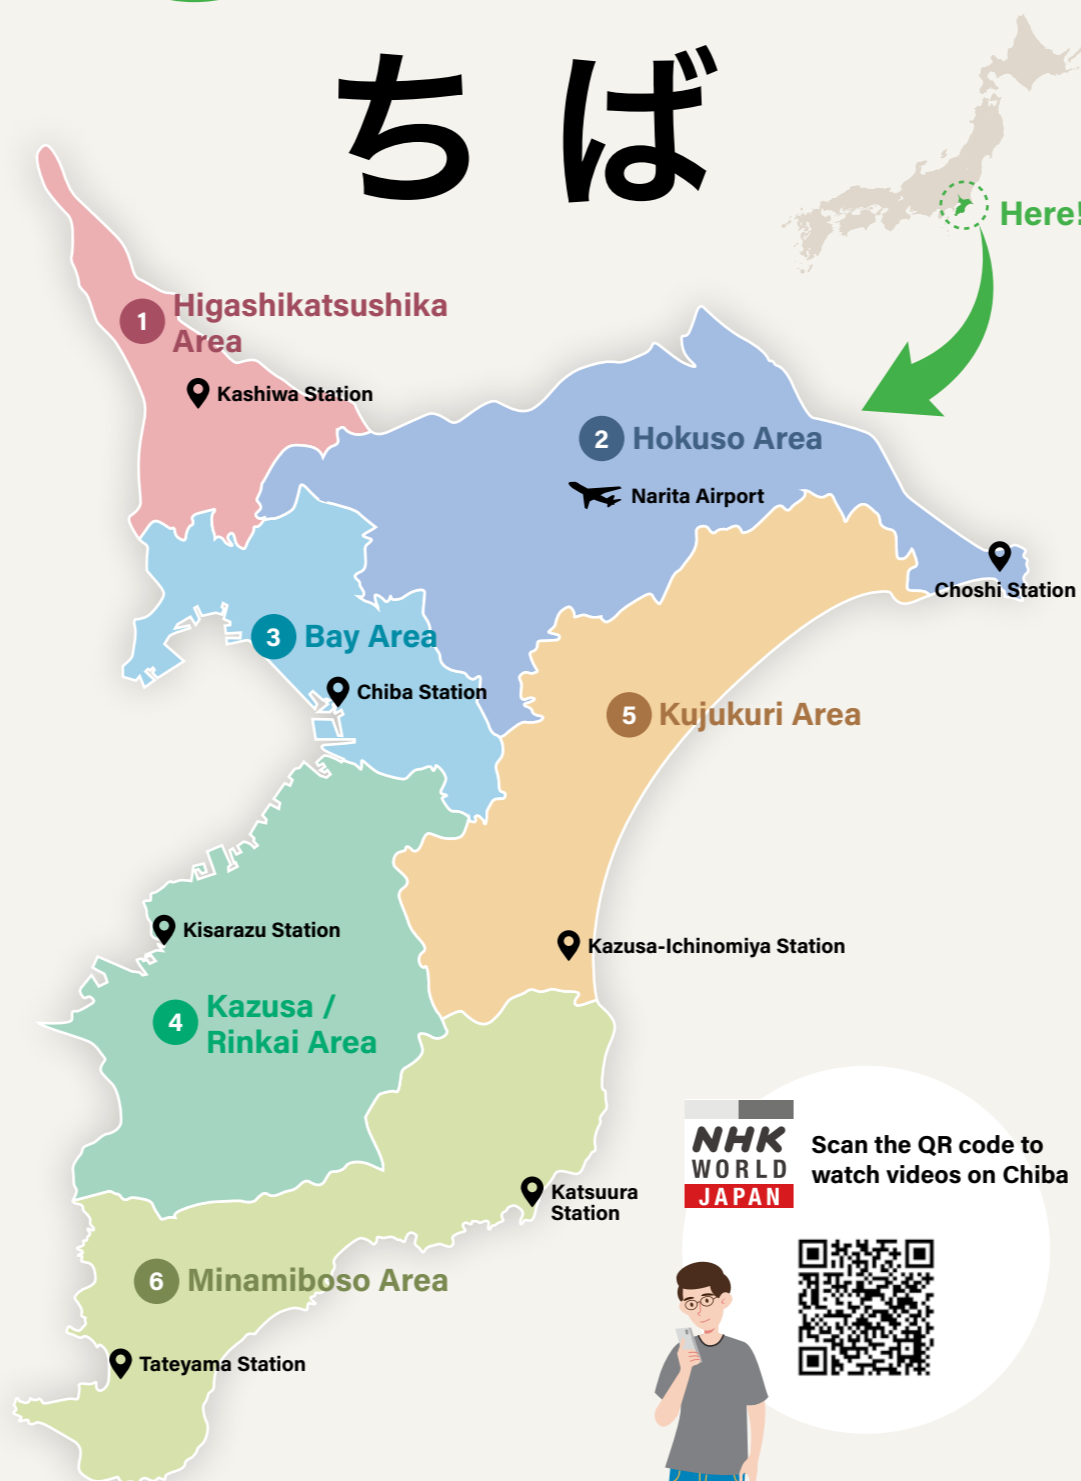 ちば
Here!
1 Higashikatsushika
Area
Kashiwa Station
2 Hokuso Area
Narita Airport
Choshi Station
3 Bay Area
Chiba Station
5 Kujukuri Area
Kisarazu Station
Kazusa-Ichinomiya Station
4 Kazusa /
Rinkai Area
NHK
WORLD
JAPAN
Scan the QR code to
watch videos on Chiba
Katsuura
Station
6 Minamiboso Area
Tateyama Station